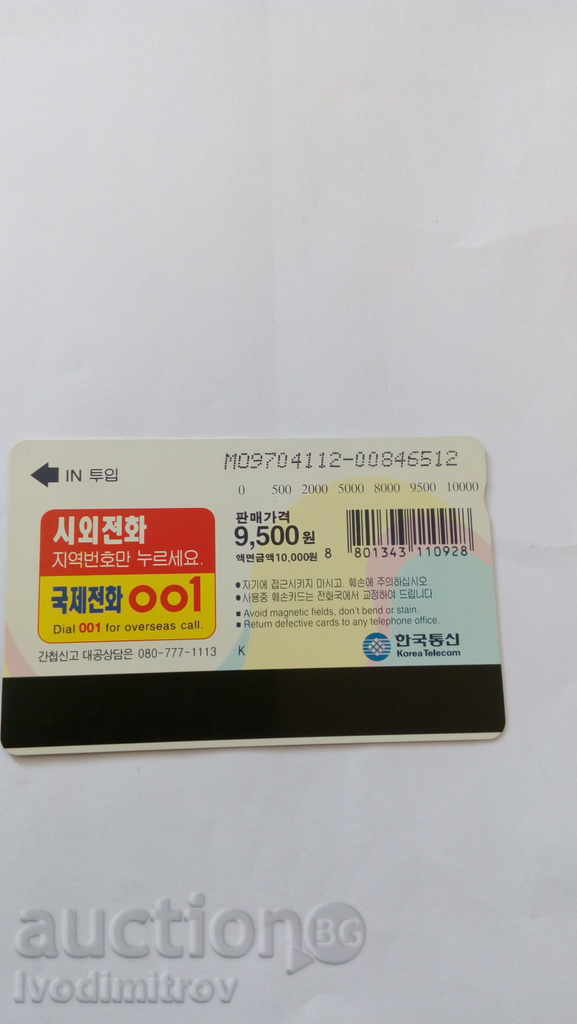 M09704112-00846512
IN 투입
0 500 2000 5000 8000 9500 10000
시외전화
지역번호만 누르세요.
국제전화 001
Dial 001 for overseas call.
간첩신고 대공상담은 080-777-1113
K
판매가격
9,500원
액면금액10,000원
8 801343 110928
●자기에 접근시키지 마시고, 훼손에 주의하십시오.
●사용중 훼손카드는 전화국에서 교정하여 드립니다.
■ Avoid magnetic fields, don't bend or stain.
■ Return defective cards to any telephone office.
한국통신
Korea Telecom
auction BG
Ivodimitrov